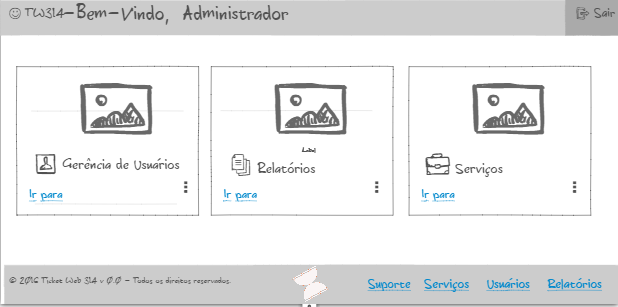 TW314-Bem-Vindo, Administrador
Sair
Gerência de Usuários
Relatórios
Serviços
Ir para
Ir para
Ir para
© 2016 Ticket Web 314 v 0.0 - Todos os direitos reservados.
Suporte Serviços Usuários Relatórios